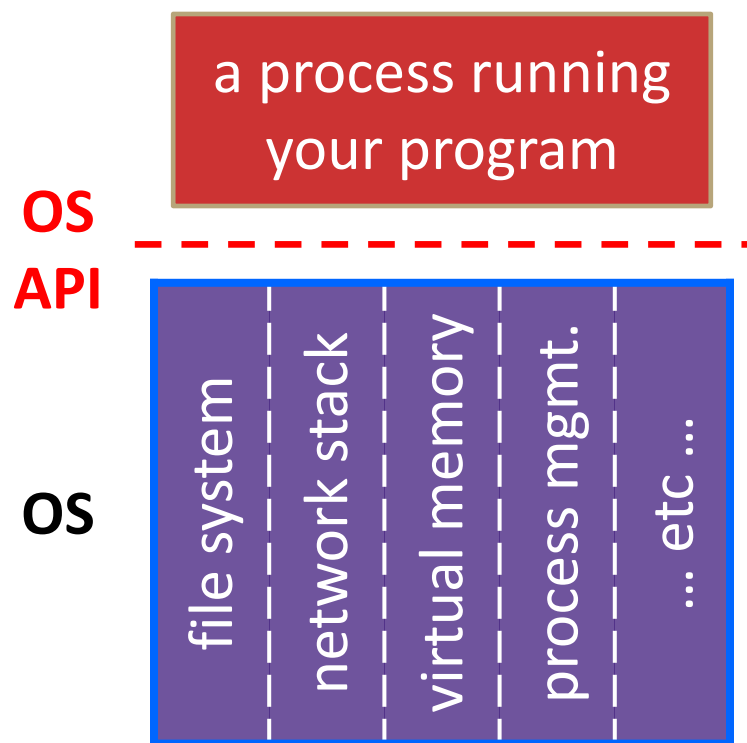 a process running
your program
OS
API
OS
file system
network stack
virtual memory
process mgmt.
... etc ...